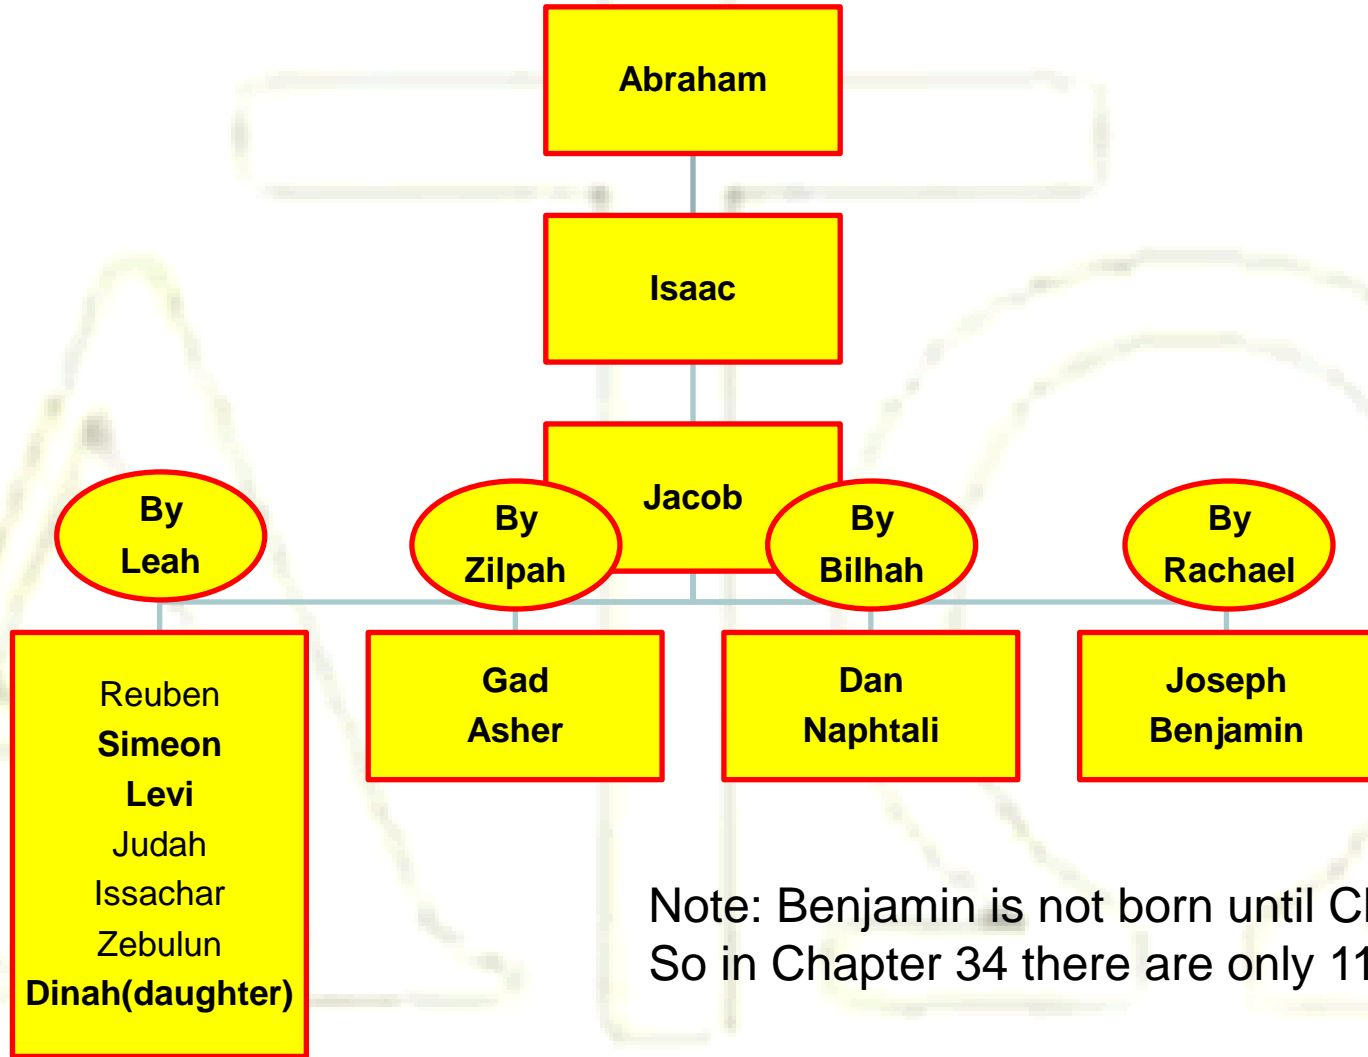 Abraham
Isaac
Jacob
By
Leah
By
Zilpah
By
Bilhah
By
Rachael
Reuben
Simeon
Levi
Judah
Issachar
Zebulun
Dinah(daughter)
Gad
Asher
Dan
Naphtali
Joseph
Benjamin
Note: Benjamin is not born until
So in Chapter 34 there are only 11